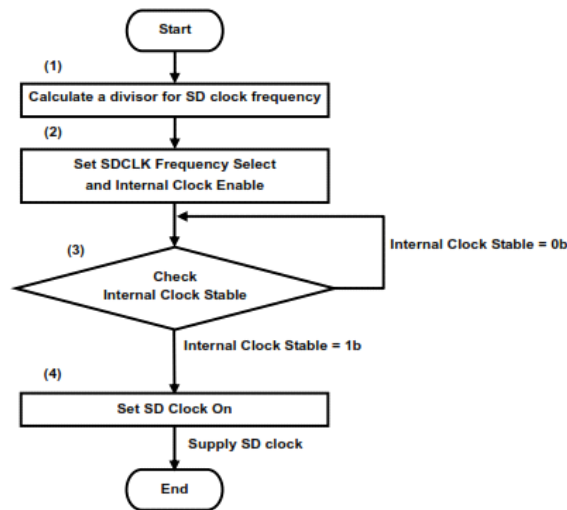 Start
(1)
Calculate a divisor for SD clock frequency
(2)
Set SDCLK Frequency Select
and Internal Clock Enable
Internal Clock Stable = 0b
(3)
Check
Internal Clock Stable
Internal Clock Stable = 1b
(4)
Set SD Clock On
Supply SD clock
End